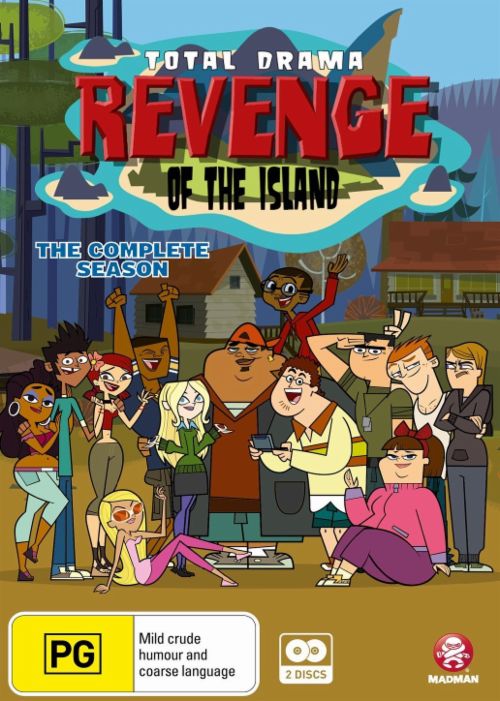 TOTAL DRAMA
REVENGE
OF THE ISLAND
THE COMPLETE
SEASON
PG
Mild crude
humour and
coarse language
2 DISCS
MADMAN